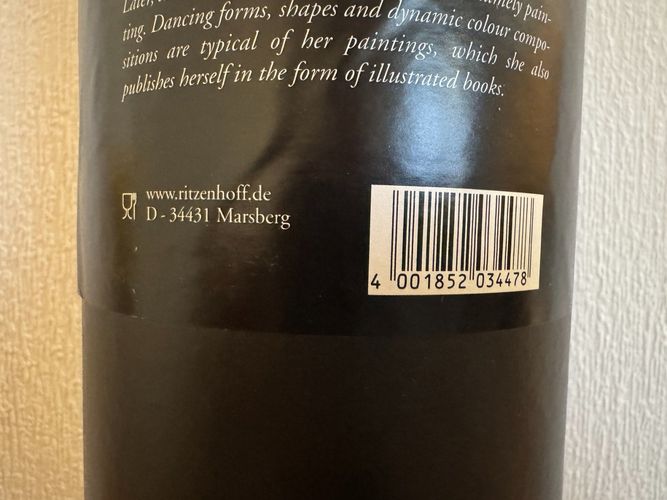 Later,
ting. Dancing forms, shapes and dynamic colour compo-
sitions are typical of her paintings, which she also
publishes herself in the form of illustrated books.
www.ritzenhoff.de
D - 34431 Marsberg
4 001852 034478